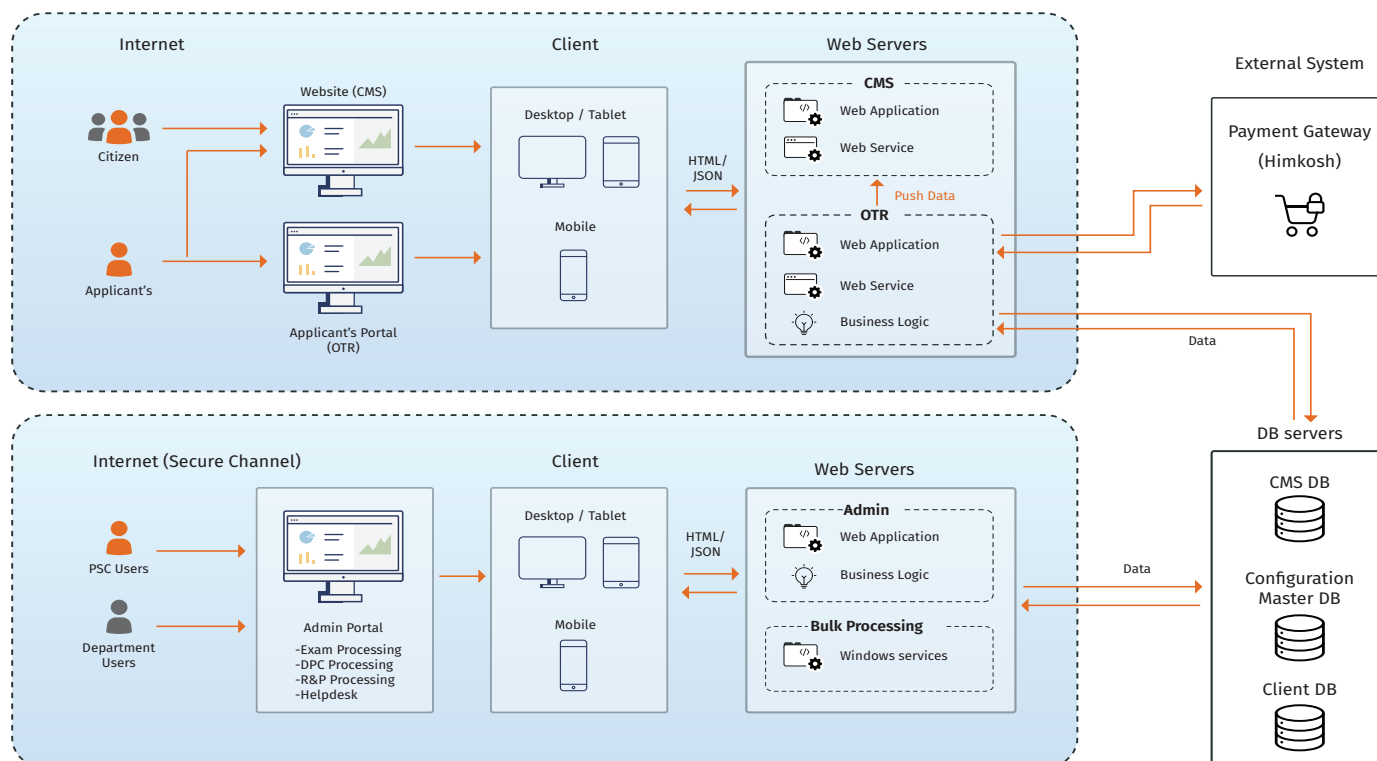 Internet
Client
Web Servers
Website (CMS)
Citizen
Applicant's
Applicant's Portal
(OTR)
Desktop / Tablet
Mobile
HTML/
JSON
CMS
Web Application
Web Service
Push Data
OTR
Web Application
Web Service
Business Logic
External System
Payment Gateway
(Himkosh)
Data
Internet (Secure Channel)
Client
Web Servers
PSC Users
Department
Users
Admin Portal
-Exam Processing
-DPC Processing
-R&P Processing
-Helpdesk
Desktop / Tablet
Mobile
HTML/
JSON
Admin
Web Application
Business Logic
Bulk Processing
Windows services
Data
DB servers
CMS DB
Configuration
Master DB
Client DB